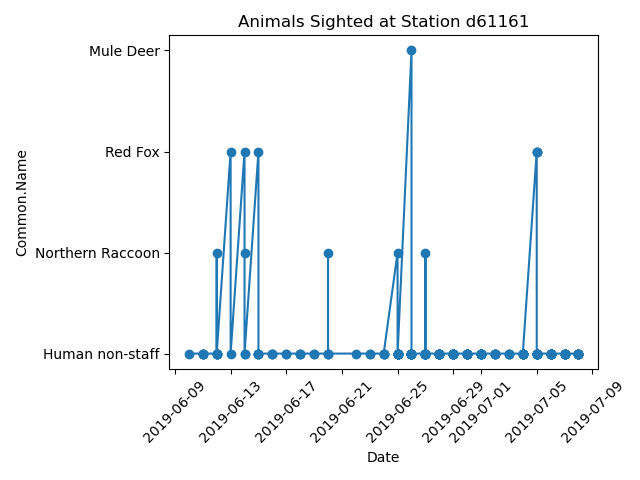 Animals Sighted at Station d61161
Common.Name
Mule Deer
Red Fox
Northern Raccoon
Human non-staff
2019-06-09
2019-06-13
2019-06-17
2019-06-21
2019-06-25
2019-06-29
2019-07-01
2019-07-05
2019-07-09
Date